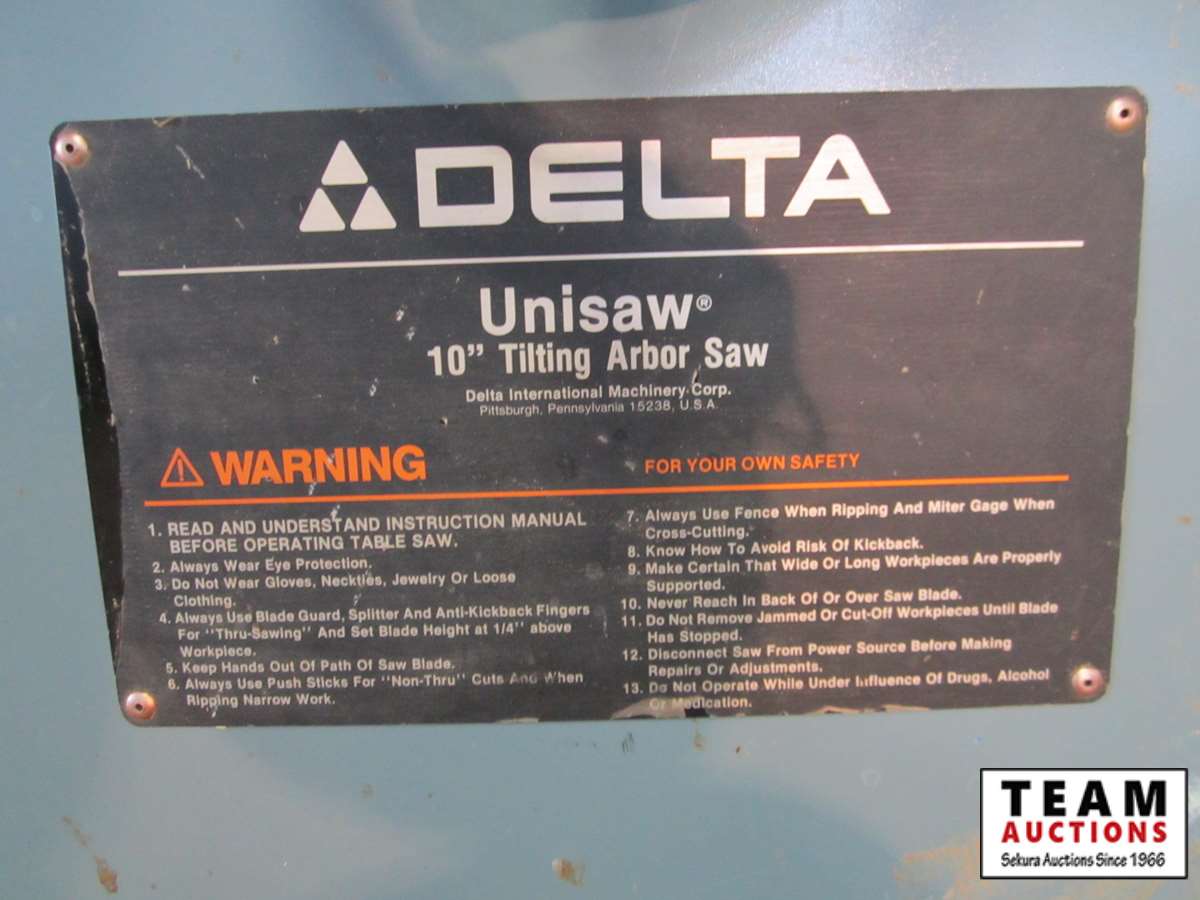 DELTA
Unisaw®
10” Tilting Arbor Saw
Delta International Machinery Corp.
Pittsburgh, Pennsylvania 15238, U.S.A.
WARNING
FOR YOUR OWN SAFETY
1. READ AND UNDERSTAND INSTRUCTION MANUAL
BEFORE OPERATING TABLE SAW.
2. Always Wear Eye Protection.
3. Do Not Wear Gloves, Neckties, Jewelry Or Loose
Clothing.
4. Always Use Blade Guard, Splitter And Anti-Kickback Fingers
For "Thru-Sawing" And Set Blade Height at 1/4" above
Workpiece.
5. Keep Hands Out Of Path Of Saw Blade.
6. Always Use Push Sticks For "Non-Thru" Cuts And When
Ripping Narrow Work.
7. Always Use Fence When Ripping And Miter Gage When
Cross-Cutting.
8. Know How To Avoid Risk Of Kickback.
9. Make Certain That Wide Or Long Workpieces Are Properly
Supported.
10. Never Reach In Back Of Or Over Saw Blade.
11. Do Not Remove Jammed Or Cut-Off Workpieces Until Blade
Has Stopped.
12. Disconnect Saw From Power Source Before Making
Repairs Or Adjustments.
13. Do Not Operate While Under Influence Of Drugs, Alcohol
Or Medication.
TEAM
AUCTIONS
Sekura Auctions Since 1966